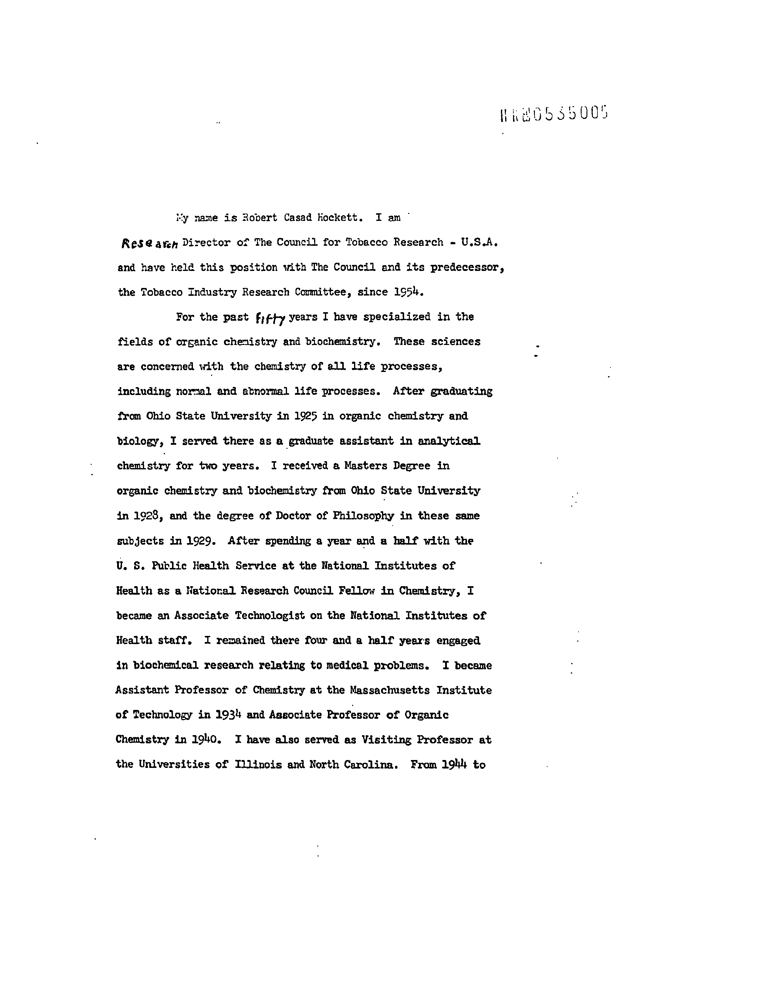 0535005
My name is Robert Casad Hockett. I am
Research Director of The Council for Tobacco Research - U.S.A.
and have held this position with The Council and its predecessor,
the Tobacco Industry Research Committee, since 1954.
For the past fifty years I have specialized in the
fields of organic chemistry and biochemistry. These sciences
are concerned with the chemistry of all life processes,
including normal and abnormal life processes. After graduating
from Ohio State University in 1925 in organic chemistry and
biology, I served there as a graduate assistant in analytical
chemistry for two years. I received a Masters Degree in
organic chemistry and biochemistry from Ohio State University
in 1928, and the degree of Doctor of Philosophy in these same
subjects in 1929. After spending a year and a half with the
U. S. Public Health Service at the National Institutes of
Health as a National Research Council Fellow in Chemistry, I
became an Associate Technologist on the National Institutes of
Health staff. I remained there four and a half years engaged
in biochemical research relating to medical problems. I became
Assistant Professor of Chemistry at the Massachusetts Institute
of Technology in 1934 and Associate Professor of Organic
Chemistry in 1940. I have also served as Visiting Professor at
the Universities of Illinois and North Carolina. From 1944 to